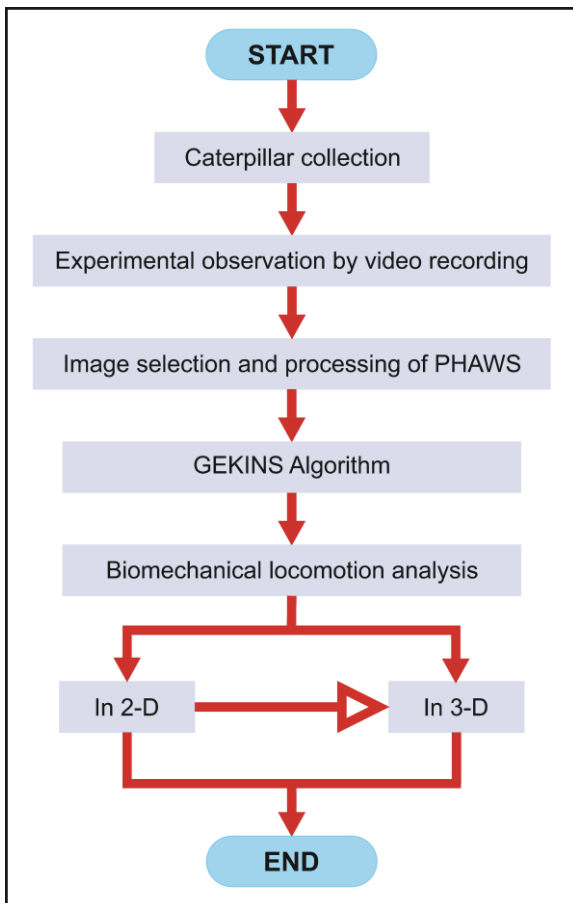 START
Caterpillar collection
Experimental observation by video recording
Image selection and processing of PHAWS
GEKINS Algorithm
Biomechanical locomotion analysis
In 2-D
In 3-D
END